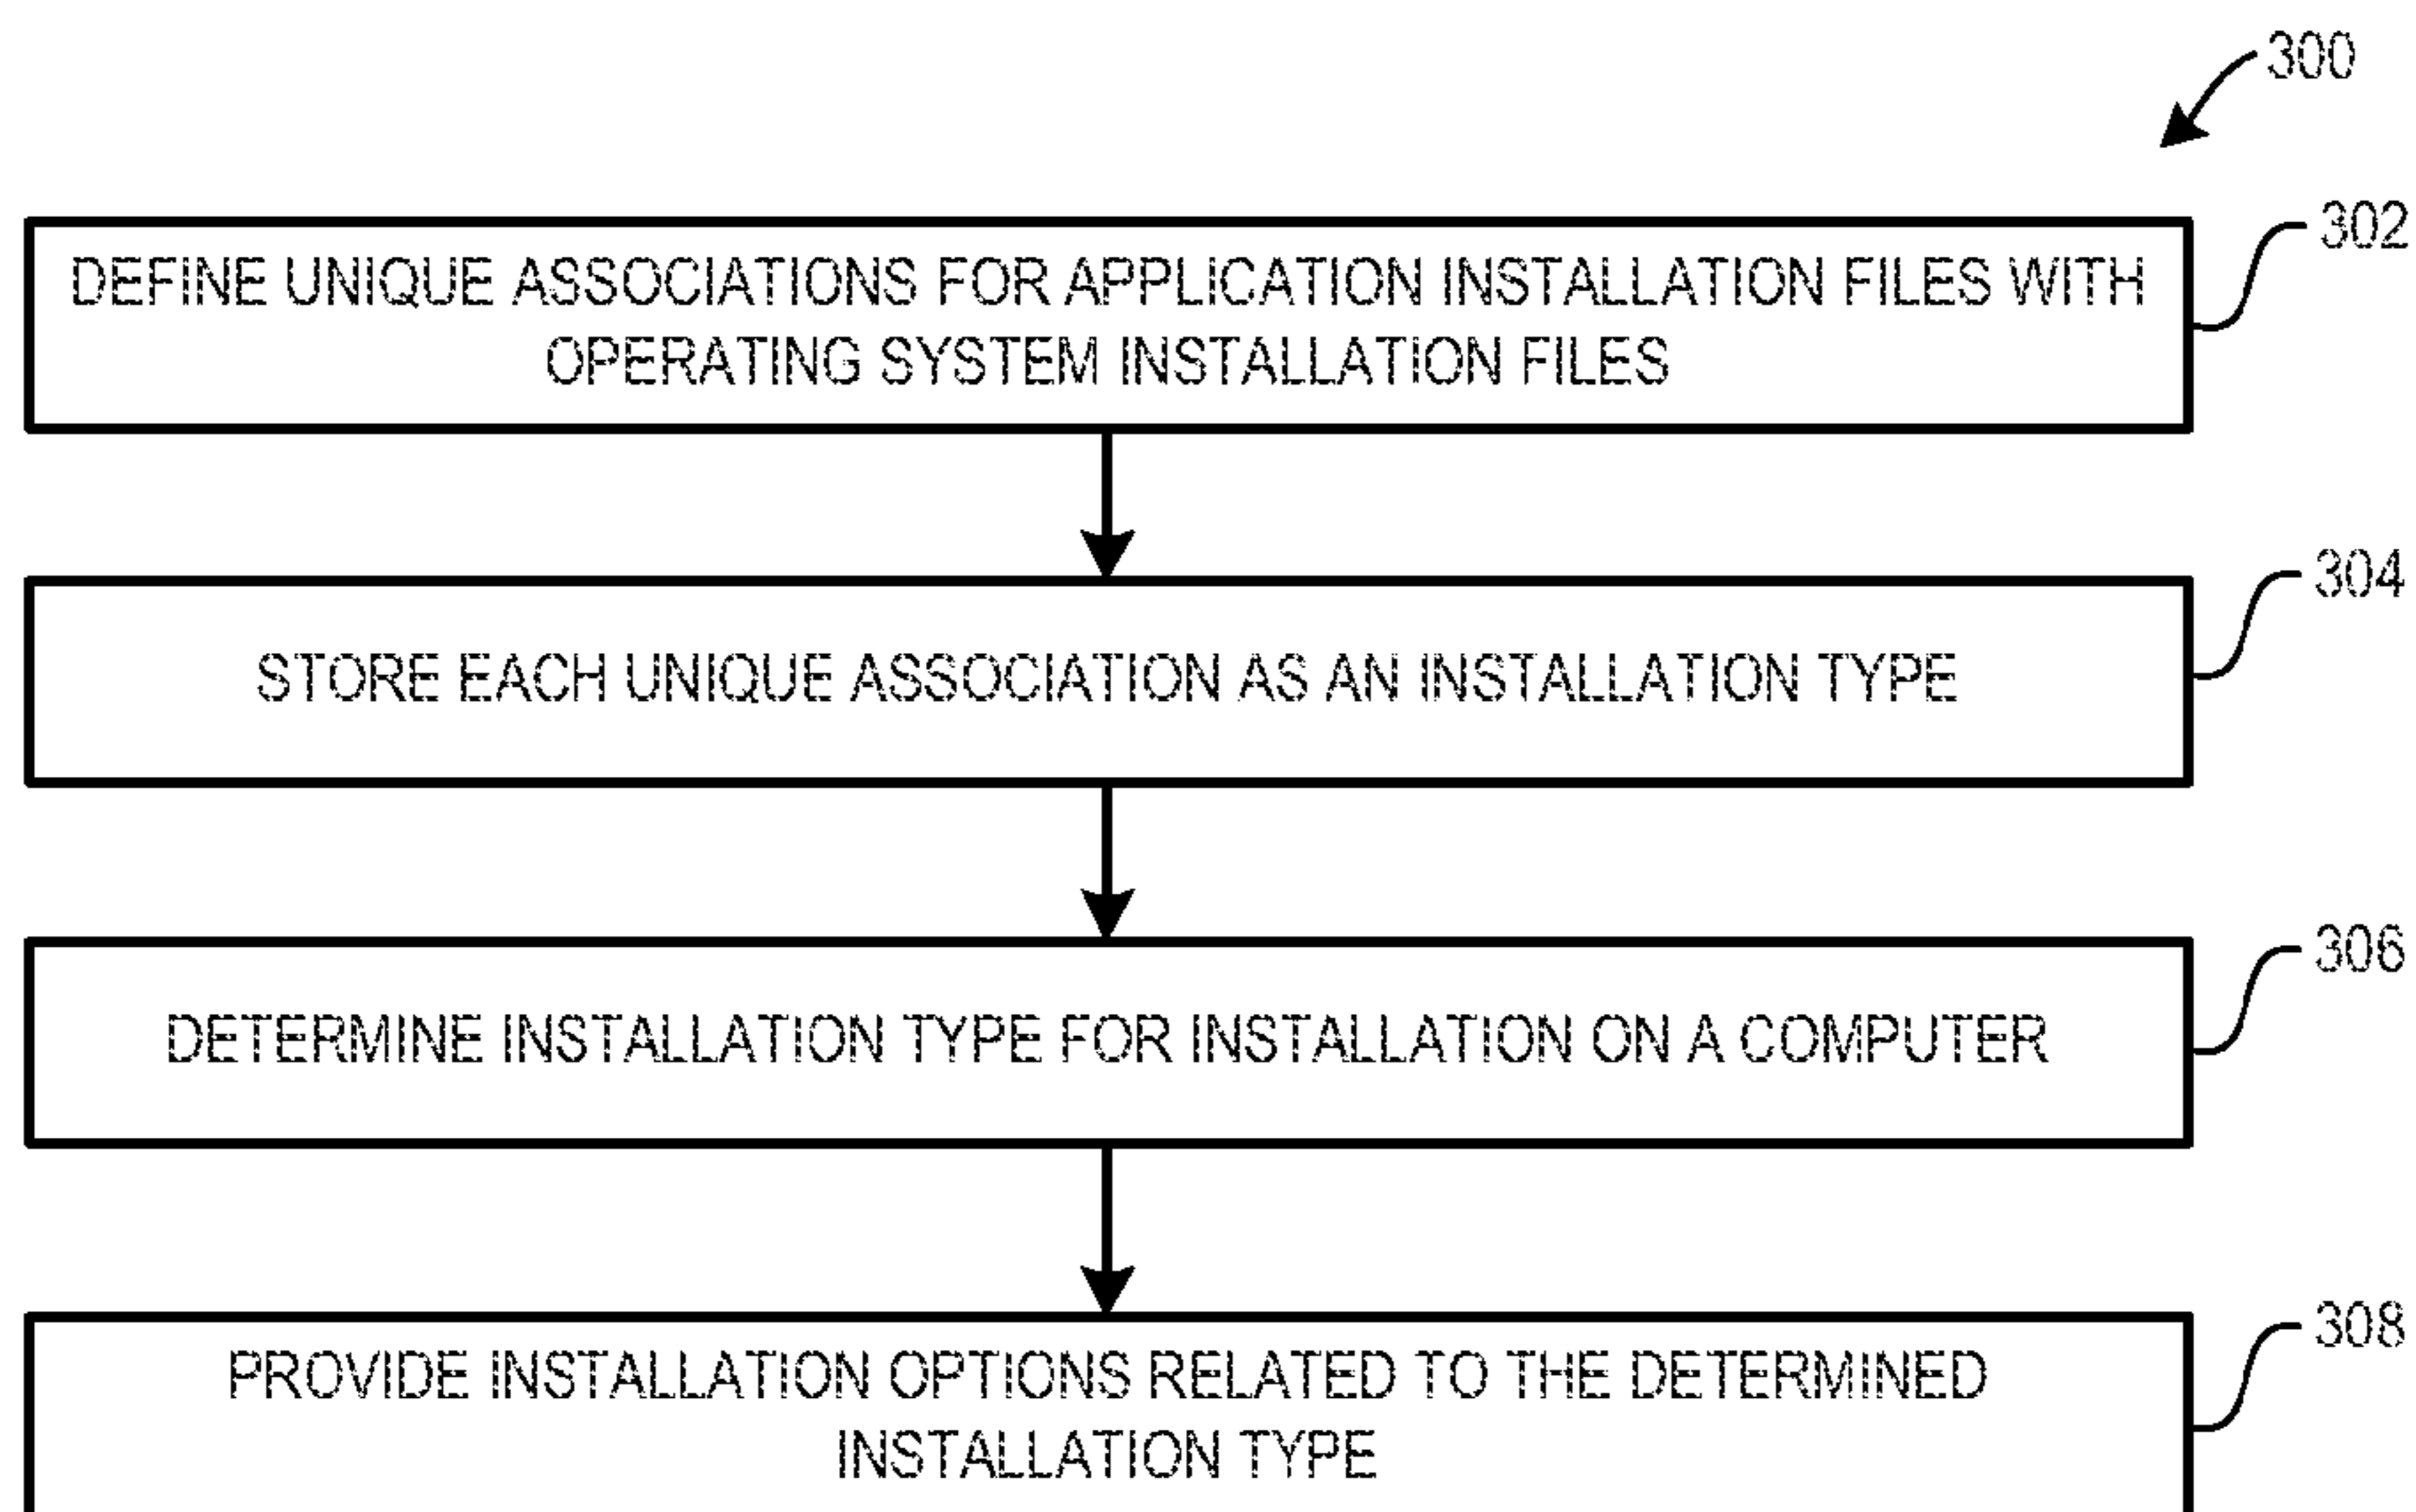 300
302
DEFINE UNIQUE ASSOCIATIONS FOR APPLICATION INSTALLATION FILES WITH
OPERATING SYSTEM INSTALLATION FILES
304
STORE EACH UNIQUE ASSOCIATION AS AN INSTALLATION TYPE
306
DETERMINE INSTALLATION TYPE FOR INSTALLATION ON A COMPUTER
308
PROVIDE INSTALLATION OPTIONS RELATED TO THE DETERMINED
INSTALLATION TYPE